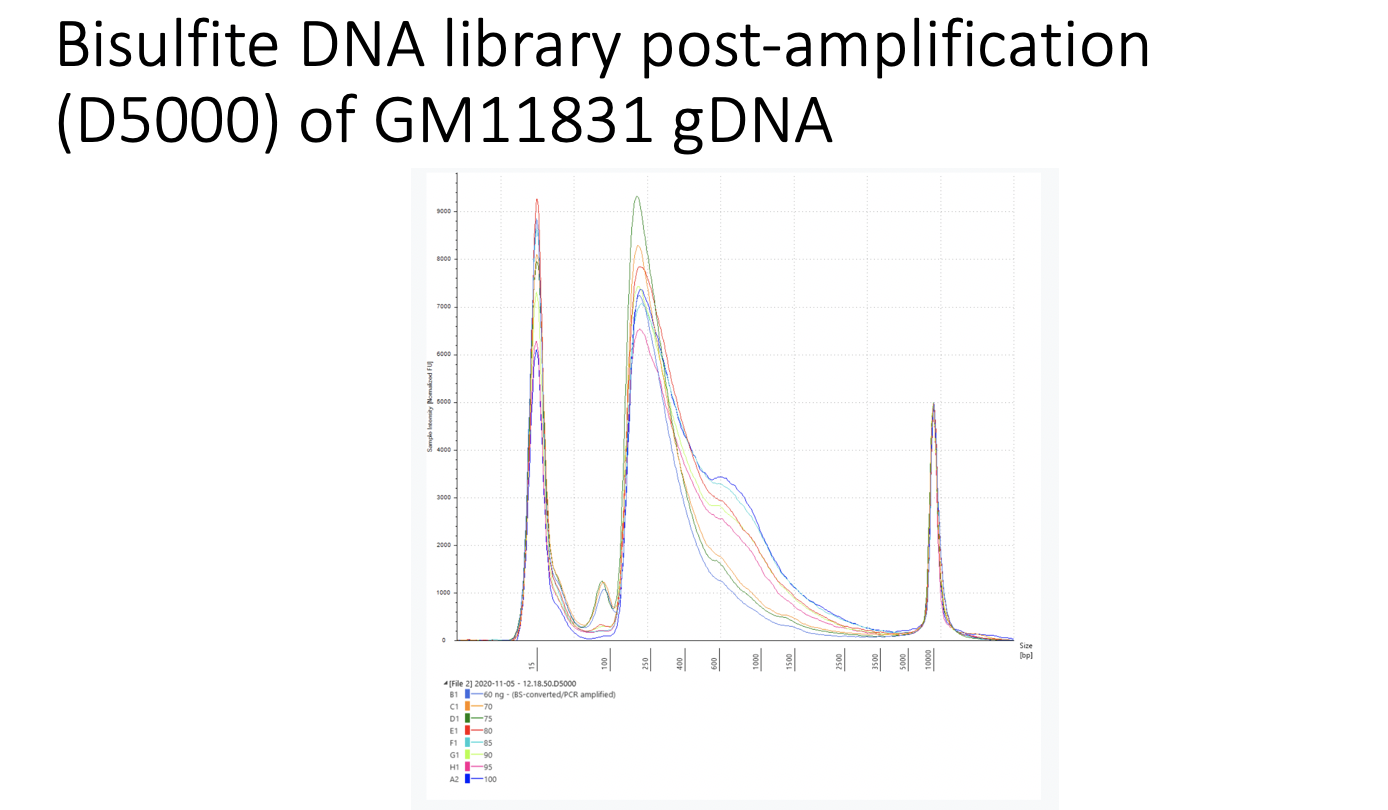 Bisulfite DNA library post-amplification
(D5000) of GM11831 gDNA
Sample Intensity [Normalized FU]
9000
8000
7000
6000
5000
4000
3000
2000
1000
0
15
100
250
400
600
1000
1500
2500
3500
5000
10000
Size
[bp]
[File 2] 2020-11-05 - 12.18.50.D5000
B1 60 ng - (BS-converted/PCR amplified)
C1 70
D1 75
E1 80
F1 85
G1 90
H1 95
A2 100